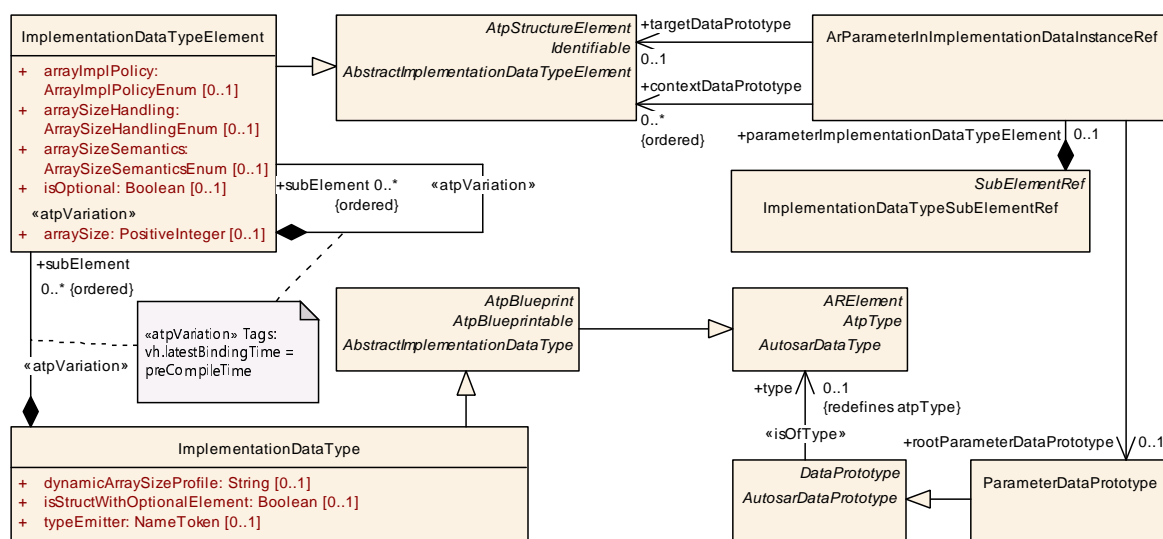 ImplementationDataTypeElement
+ arrayImplPolicy:
ArrayImplPolicyEnum [0..1]
+ arraySizeHandling:
ArraySizeHandlingEnum [0..1]
+ arraySizeSemantics:
ArraySizeSemanticsEnum [0..1]
+ isOptional: Boolean [0..1]
«atpVariation»
+ arraySize: PositiveInteger [0..1]
AtpStructureElement
Identifiable
AbstractImplementationDataTypeElement
+targetDataPrototype
0..1
+contextDataPrototype
0..*
{ordered}
ArParameterInImplementationDataInstanceRef
+parameterImplementationDataTypeElement 0..1
SubElementRef
ImplementationDataTypeSubElementRef
+subElement 0..* «atpVariation»
{ordered}
+subElement
0..* {ordered}
«atpVariation»
«atpVariation» Tags:
vh.latestBindingTime =
preCompileTime
AtpBlueprint
AtpBlueprintable
AbstractImplementationDataType
ARElement
AtpType
AutosarDataType
+type 0..1
{redefines atpType}
«isOfType»
+rootParameterDataPrototype 0..1
ImplementationDataType
+ dynamicArraySizeProfile: String [0..1]
+ isStructWithOptionalElement: Boolean [0..1]
+ typeEmitter: NameToken [0..1]
DataPrototype
AutosarDataPrototype
ParameterDataPrototype